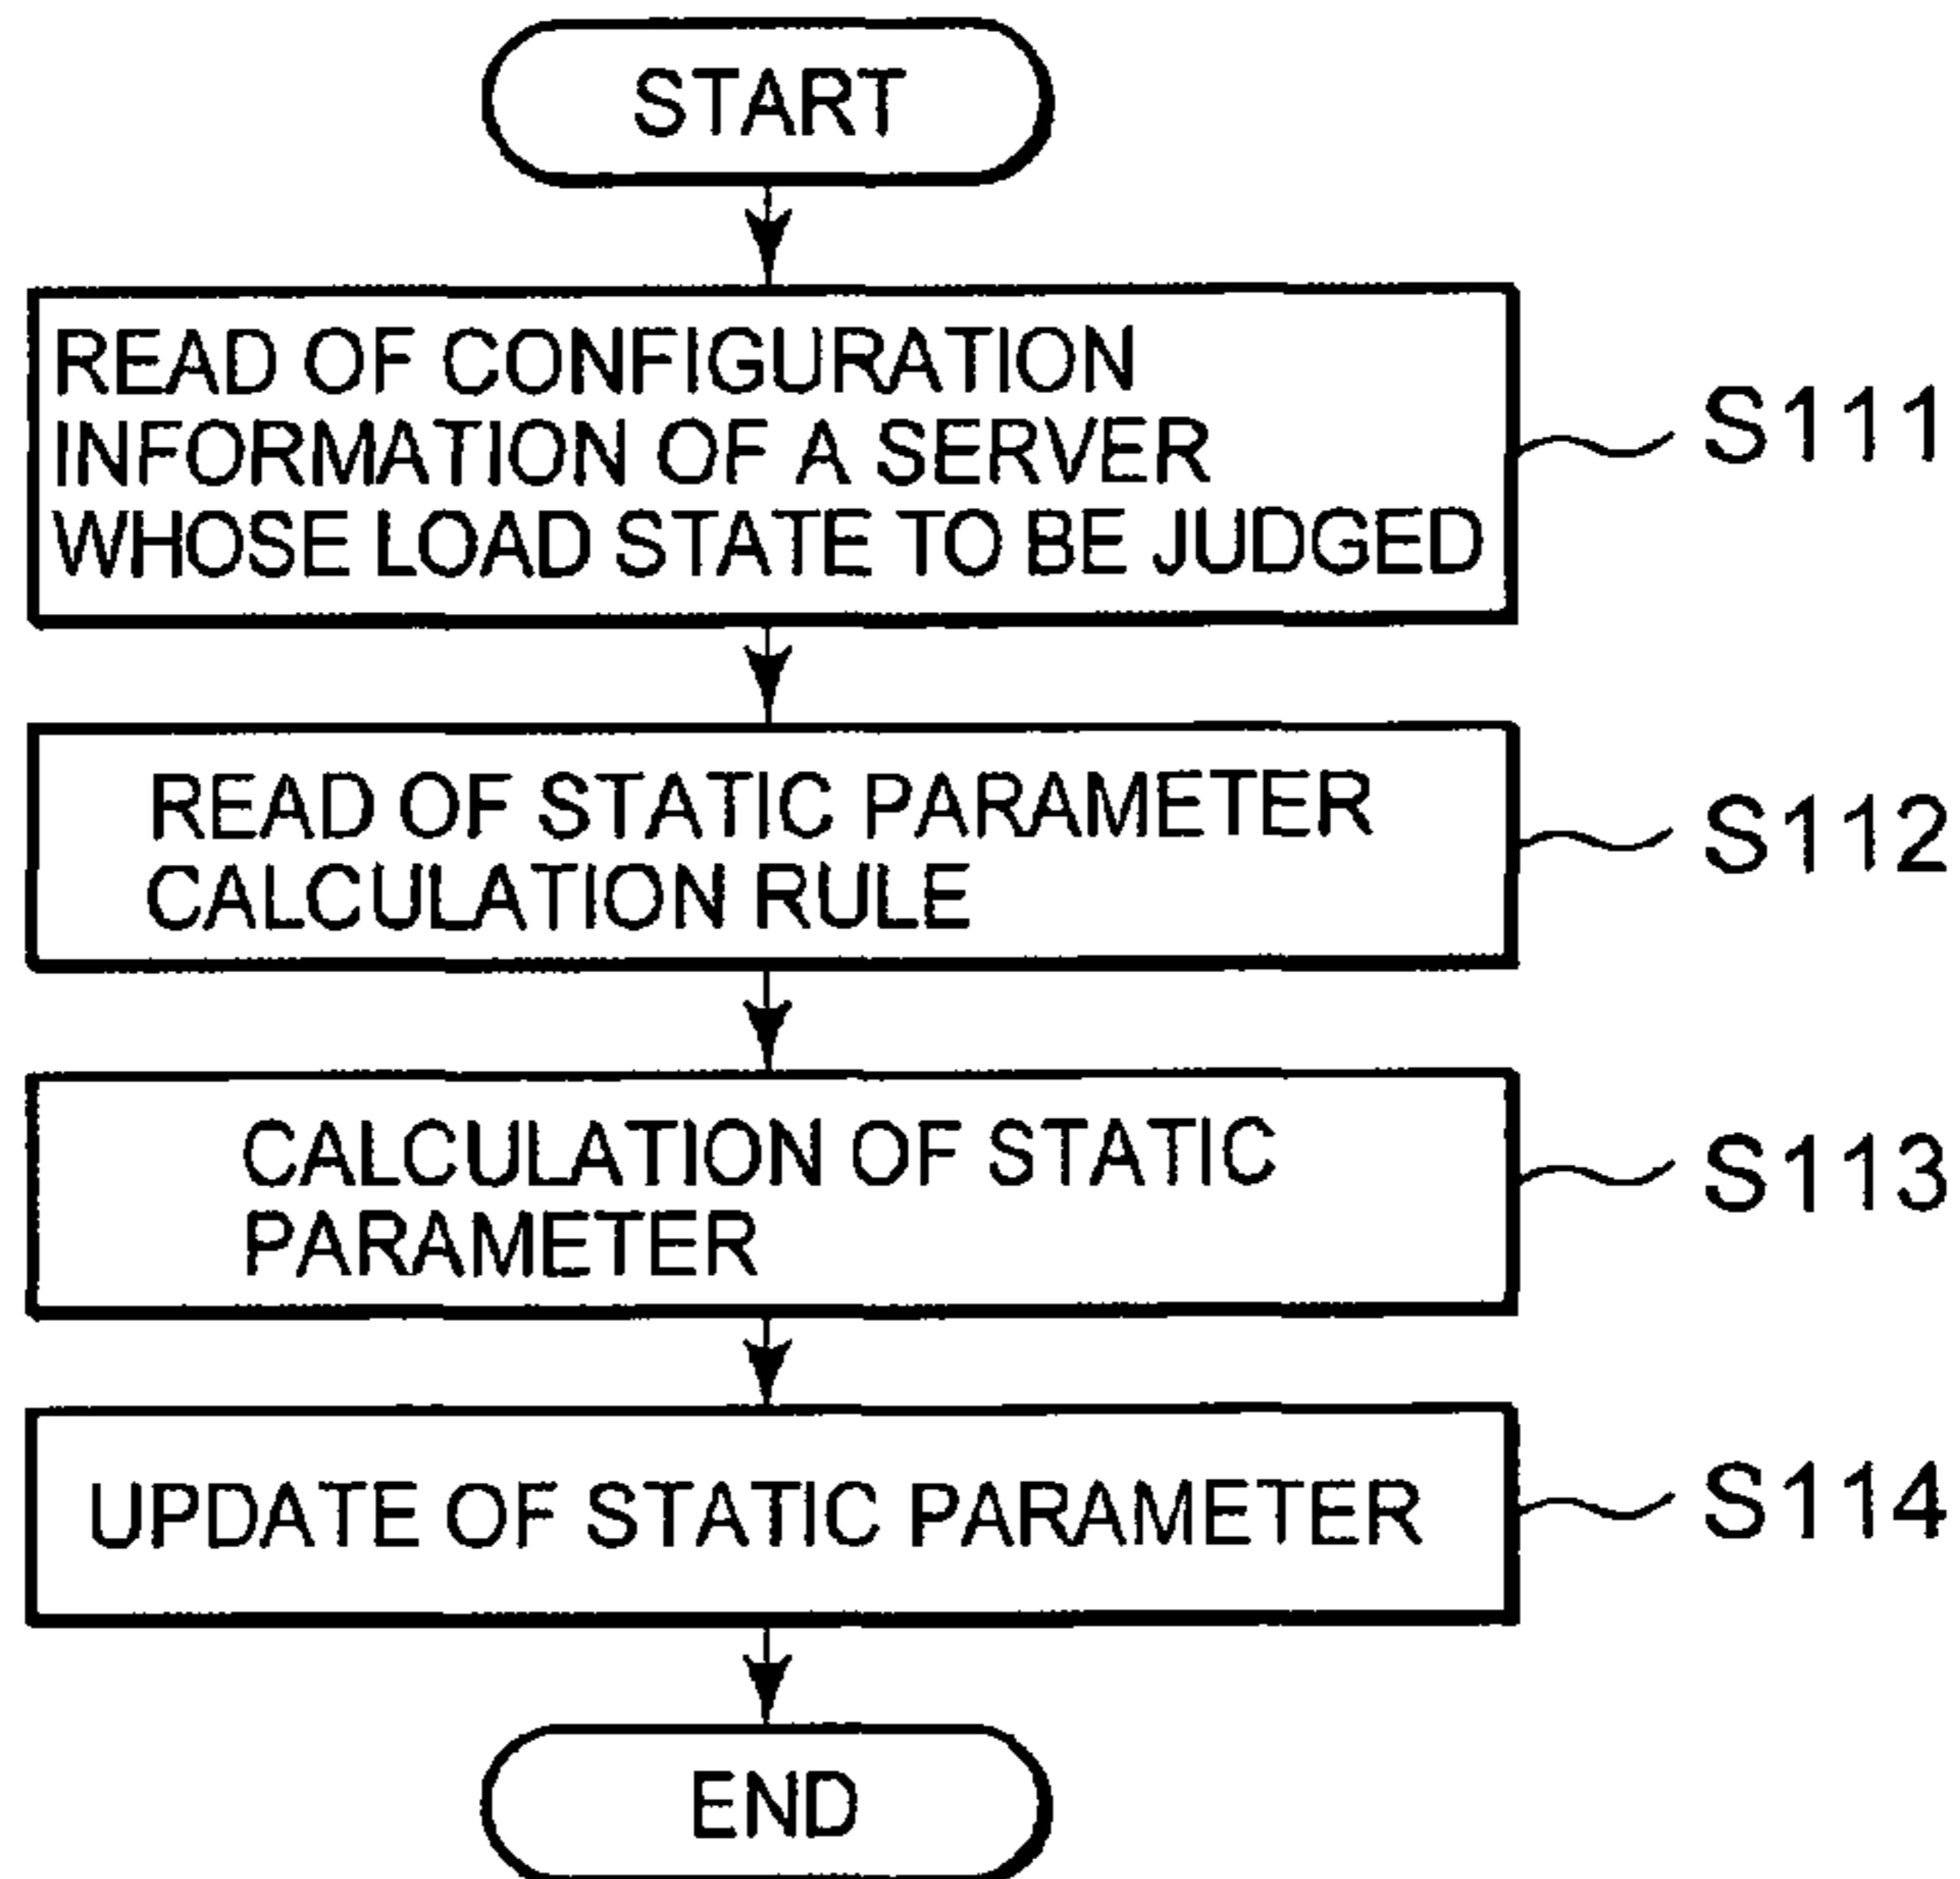 START
READ OF CONFIGURATION
INFORMATION OF A SERVER
WHOSE LOAD STATE TO BE JUDGED
S111
READ OF STATIC PARAMETER
CALCULATION RULE
S112
CALCULATION OF STATIC
PARAMETER
S113
UPDATE OF STATIC PARAMETER
S114
END